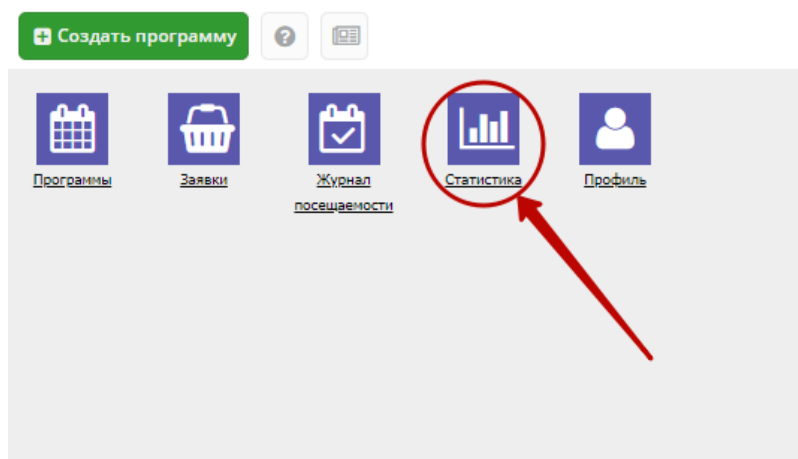 Создать программу
Программы
Заявки
Журнал
посещаемости
Статистика
Профиль